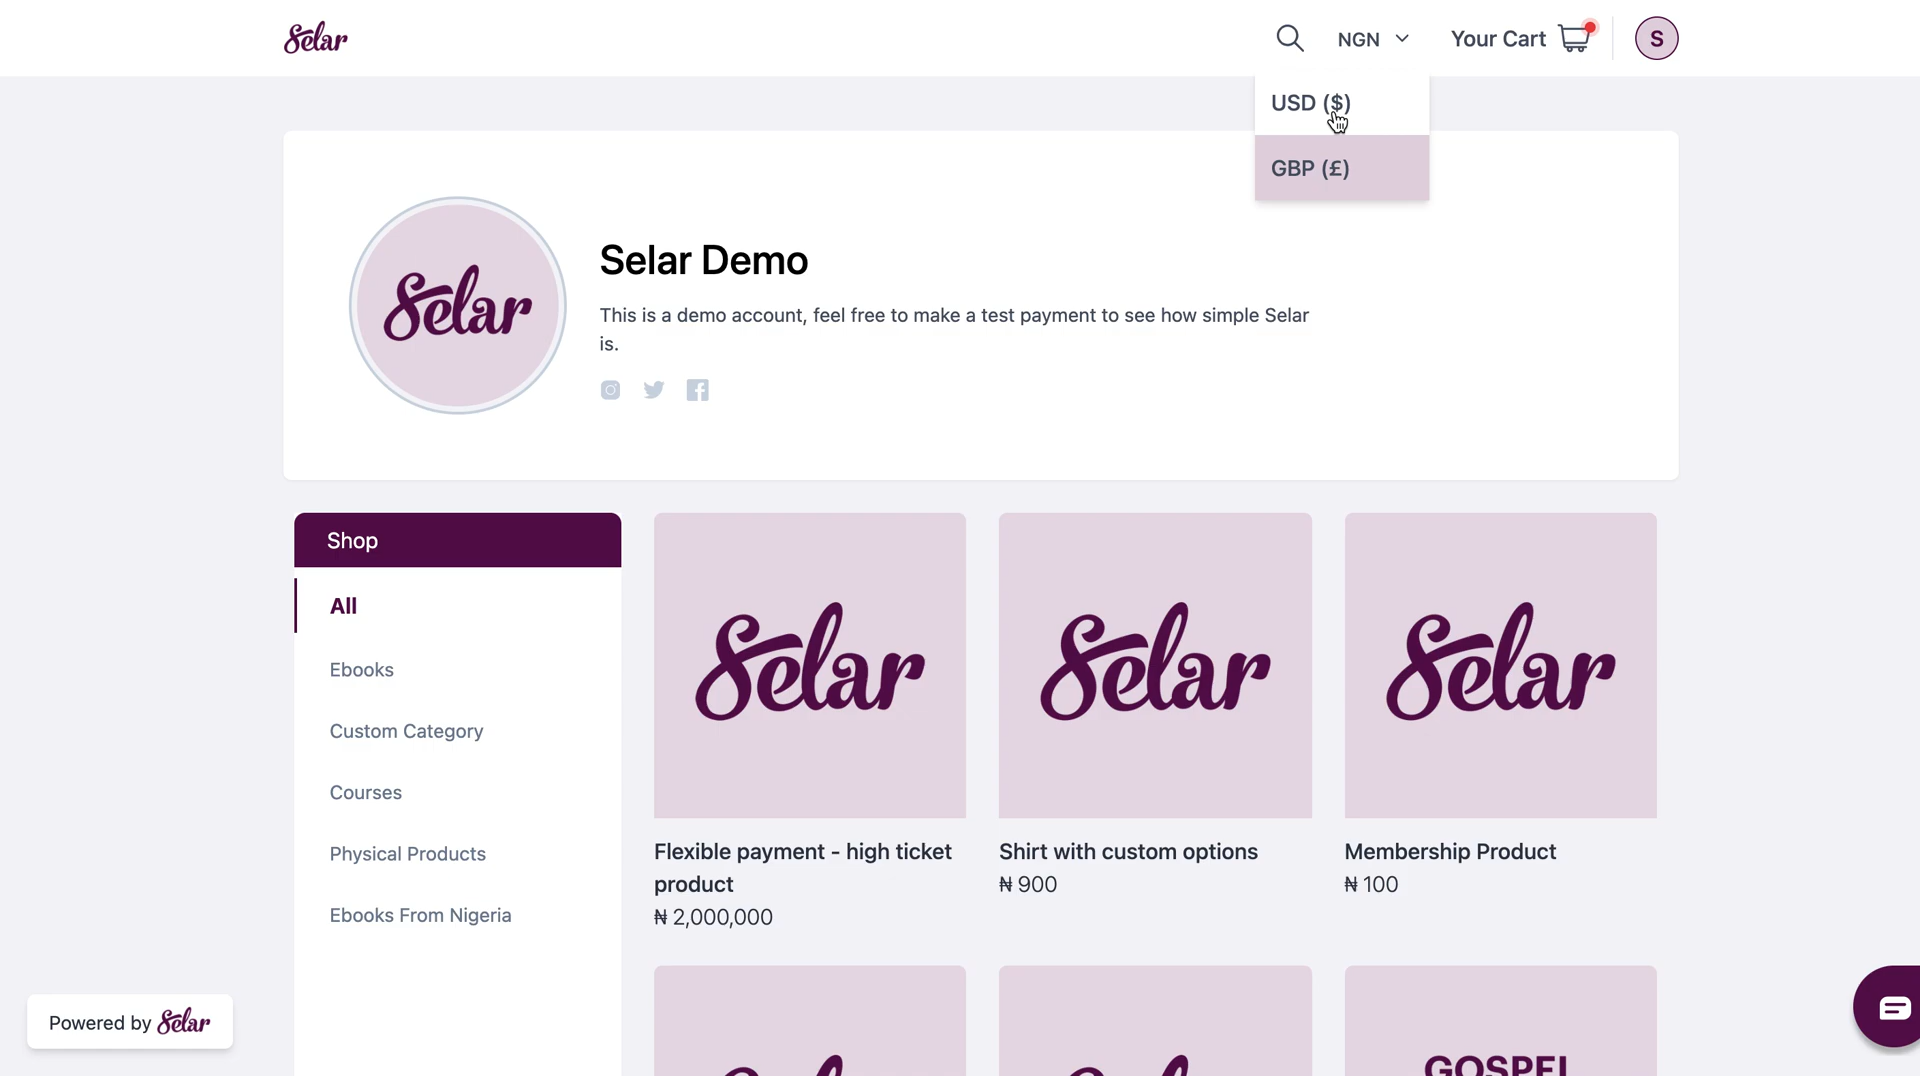 Selar
NGN
Your Cart
S
USD ($)
GBP (£)
Selar
Selar Demo
This is a demo account, feel free to make a test payment to see how simple Selar
is.
Shop
All
Ebooks
Custom Category
Courses
Physical Products
Ebooks From Nigeria
Selar
Selar
Selar
Flexible payment - high ticket
product
₦ 2,000,000
Shirt with custom options
₦ 900
Membership Product
₦ 100
GOSPEL
Powered by Selar